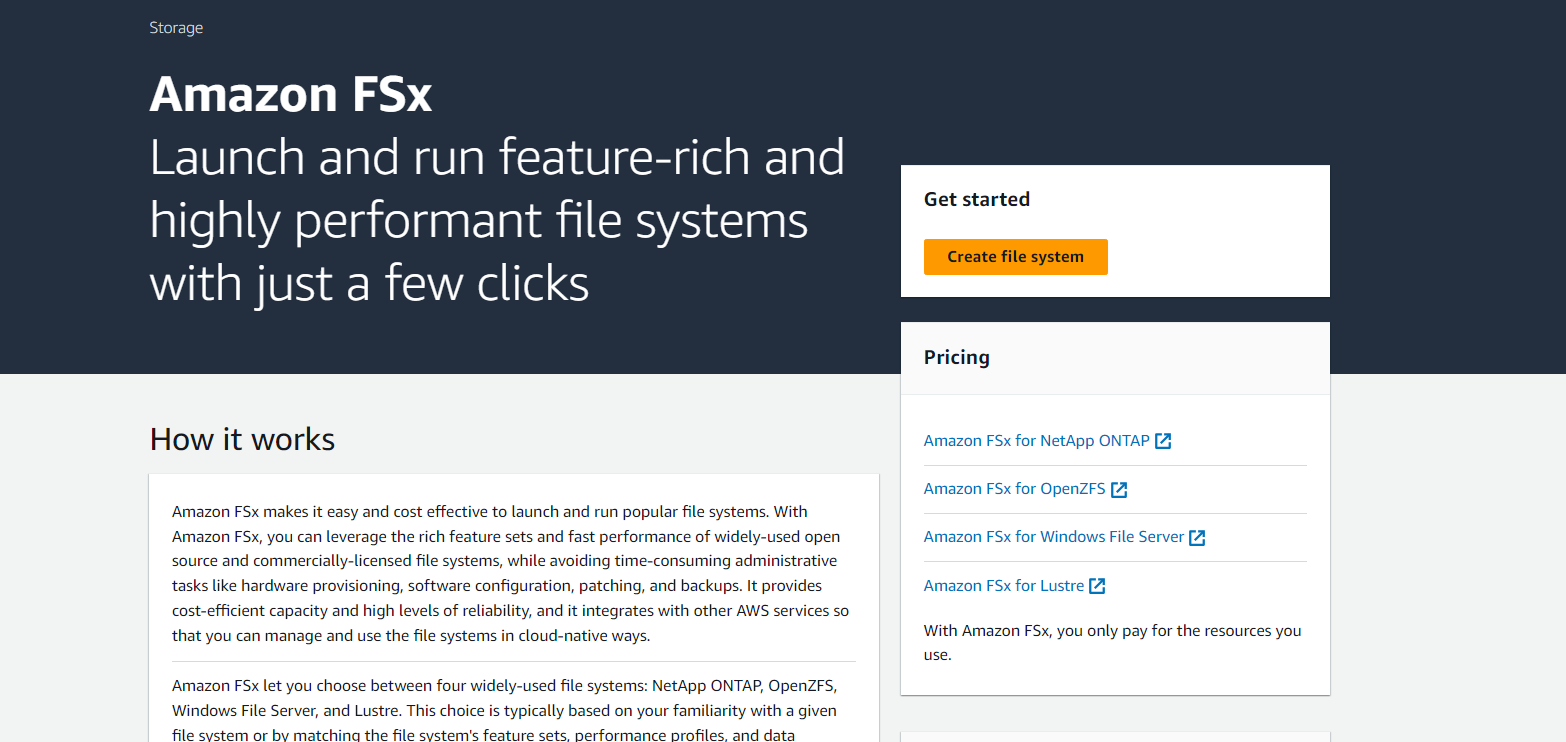 Storage
Amazon FSx
Launch and run feature-rich and
highly performant file systems
with just a few clicks
Get started
Create file system
Pricing
Amazon FSx for NetApp ONTAP
Amazon FSx for OpenZFS
Amazon FSx for Windows File Server
Amazon FSx for Lustre
With Amazon FSx, you only pay for the resources you
use.
How it works
Amazon FSx makes it easy and cost effective to launch and run popular file systems. With
Amazon FSx, you can leverage the rich feature sets and fast performance of widely-used open
source and commercially-licensed file systems, while avoiding time-consuming administrative
tasks like hardware provisioning, software configuration, patching, and backups. It provides
cost-efficient capacity and high levels of reliability, and it integrates with other AWS services so
that you can manage and use the file systems in cloud-native ways.
Amazon FSx let you choose between four widely-used file systems: NetApp ONTAP, OpenZFS,
Windows File Server, and Lustre. This choice is typically based on your familiarity with a given
file system or by matching the file system's feature sets, performance profiles, and data